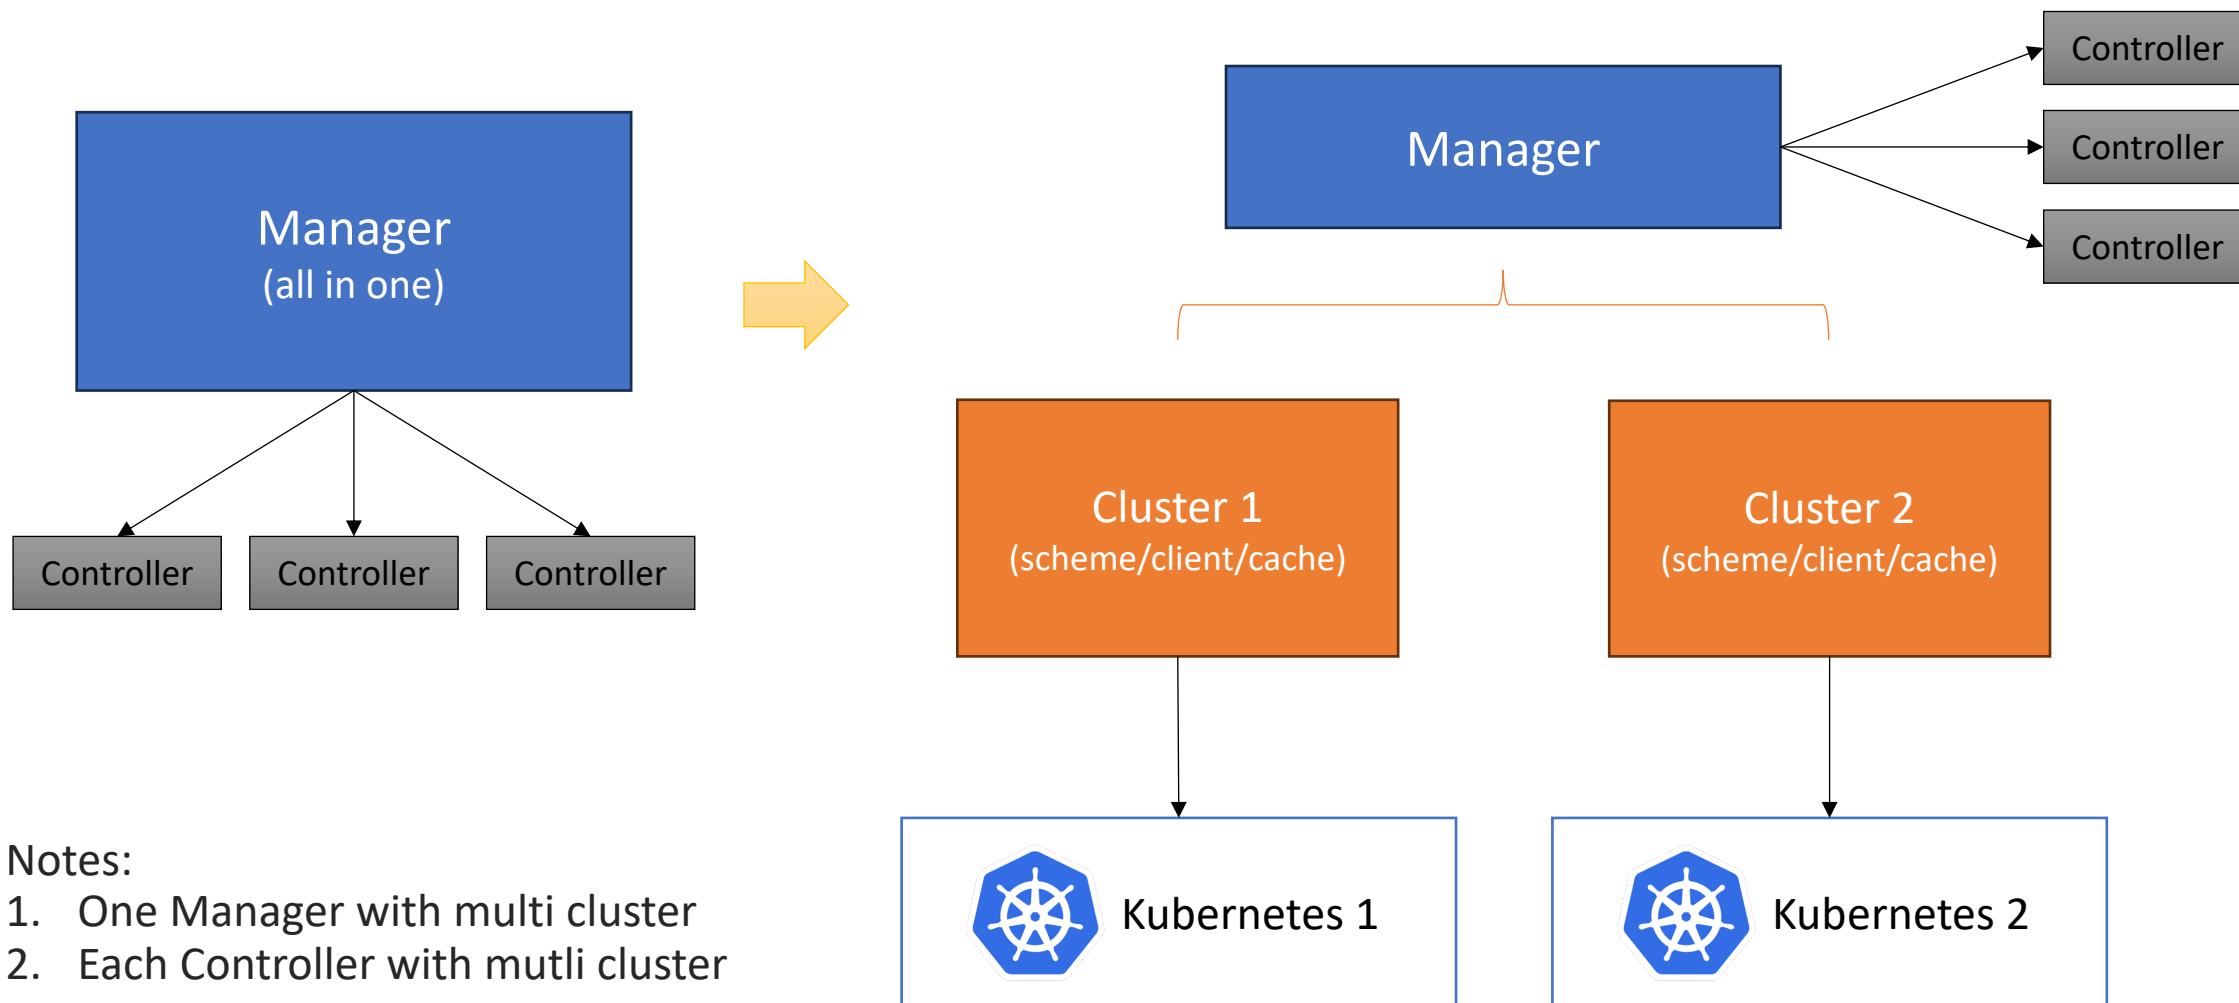 Manager
(all in one)
Controller
Controller
Controller
Manager
Controller
Controller
Controller
Cluster 1
(scheme/client/cache)
Cluster 2
(scheme/client/cache)
Kubernetes 1
Kubernetes 2
Notes:
1. One Manager with multi cluster
2. Each Controller with mutli cluster